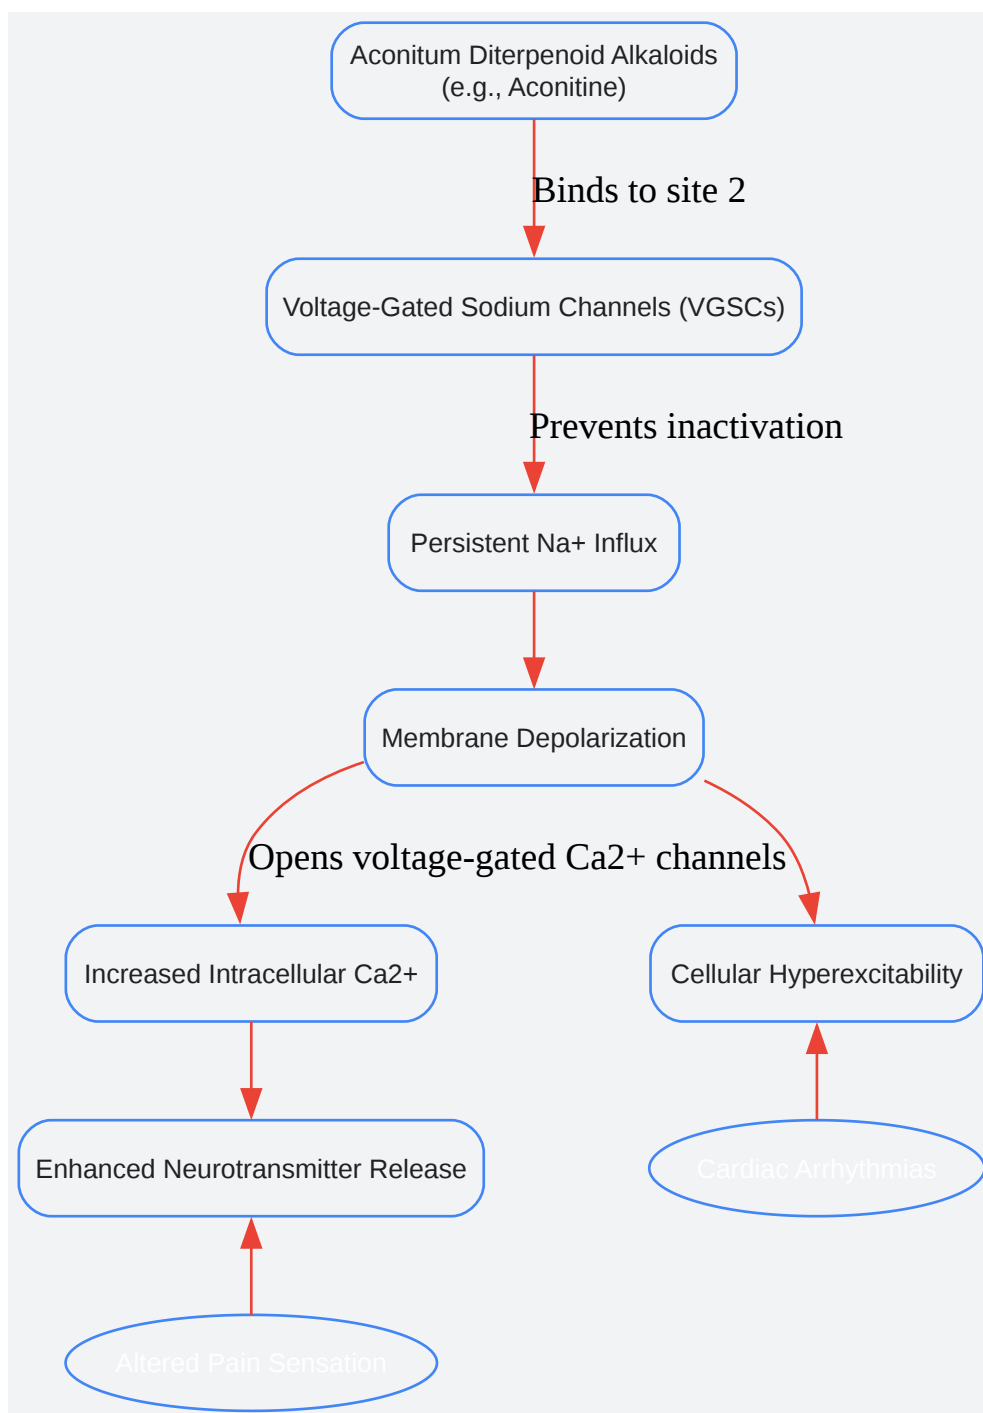 Aconitum Diterpenoid Alkaloids
(e.g., Aconitine)
Binds to site 2
Voltage-Gated Sodium Channels (VGSCs)
Prevents inactivation
Persistent Na+ Influx
Membrane Depolarization
Opens voltage-gated Ca2+ channels
Increased Intracellular Ca2+
Cellular Hyperexcitability
Enhanced Neurotransmitter Release
Cardiac Arrhythmias
Altered Pain Sensation